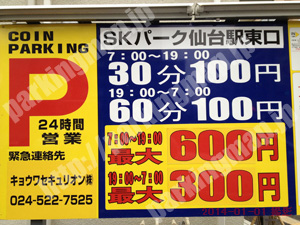 COIN
PARKING
P
24時間
営業
緊急連絡先
キョウワセキュリオン㈱
024-522-7525
SKパーク仙台駅東口
7:00〜19:00
30分100円
19:00〜7:00
60分100円
7:00〜19:00
最大600円
19:00〜7:00
最大300円